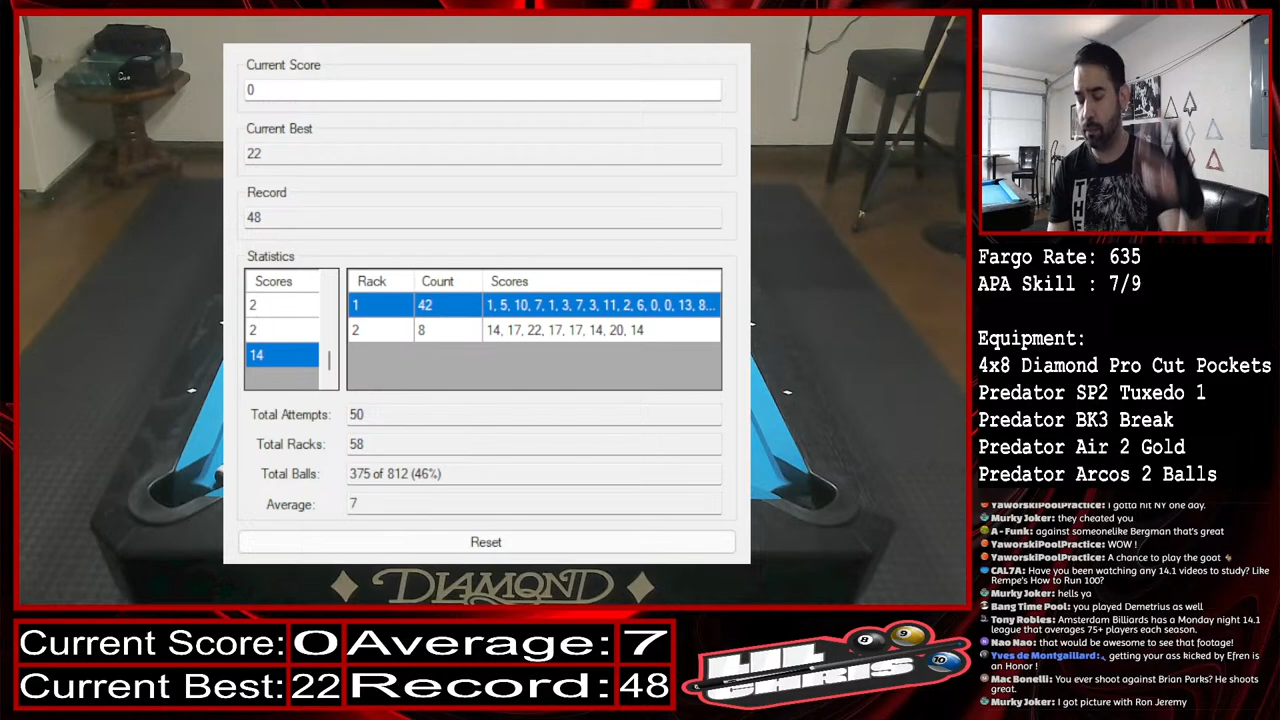 Current Score
0
Current Best
22
Record
48
Statistics
Scores
2
2
14
Rack Count Scores
1 42 1, 5, 10, 7, 1, 3, 7, 3, 11, 2, 6, 0, 0, 13, 8...
2 8 14, 17, 22, 17, 17, 14, 20, 14
Total Attempts: 50
Total Racks: 58
Total Balls: 375 of 812 (46%)
Average: 7
Reset
DIAMOND
THE
Fargo Rate: 635
APA Skill : 7/9
Equipment:
4x8 Diamond Pro Cut Pockets
Predator SP2 Tuxedo 1
Predator BK3 Break
Predator Air 2 Gold
Predator Arcos 2 Balls
YaworskiPoolPractice: I gotta hit NY one day.
Murky Joker: they cheated you
A-Funk: against someonelike Bergman that's great
YaworskiPoolPractice: WOW !
YaworskiPoolPractice: A chance to play the goat
CAL7A: Have you been watching any 14.1 videos to study? Like
Rempe's How to Run 100?
Murky Joker: hells ya
Bang Time Pool: you played Demetrius as well
Tony Robles: Amsterdam Billiards has a Monday night 14.1
league that averages 75+ players each season.
Nao Nao: that would be awesome to see that footage!
Yves de Montgaillard: getting your ass kicked by Efren is
an Honor !
Mac Bonelli: You ever shoot against Brian Parks? He shoots
great.
Murky Joker: I got picture with Ron Jeremy
Current Score: 0 Average: 7
Current Best: 22 Record: 48
LIL CHRIS
8 9 10